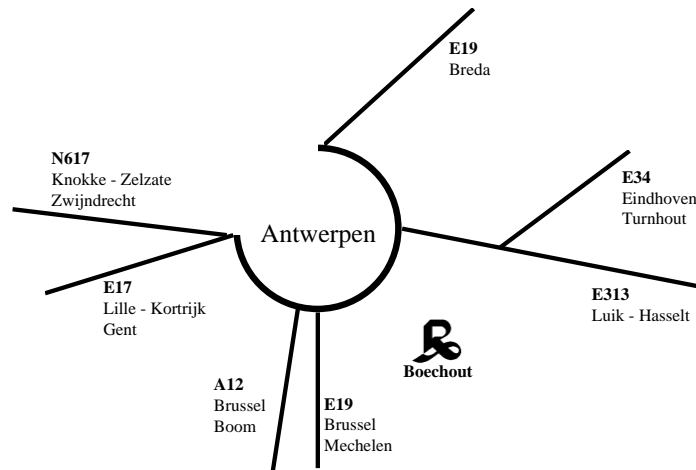 E19
Breda
N617
Knokke - Zelzate
Zwijndrecht
E34
Eindhoven
Turnhout
Antwerpen
E17
Lille - Kortrijk
Gent
E313
Luik - Hasselt
Boechout
A12
Brussel
Boom
E19
Brussel
Mechelen